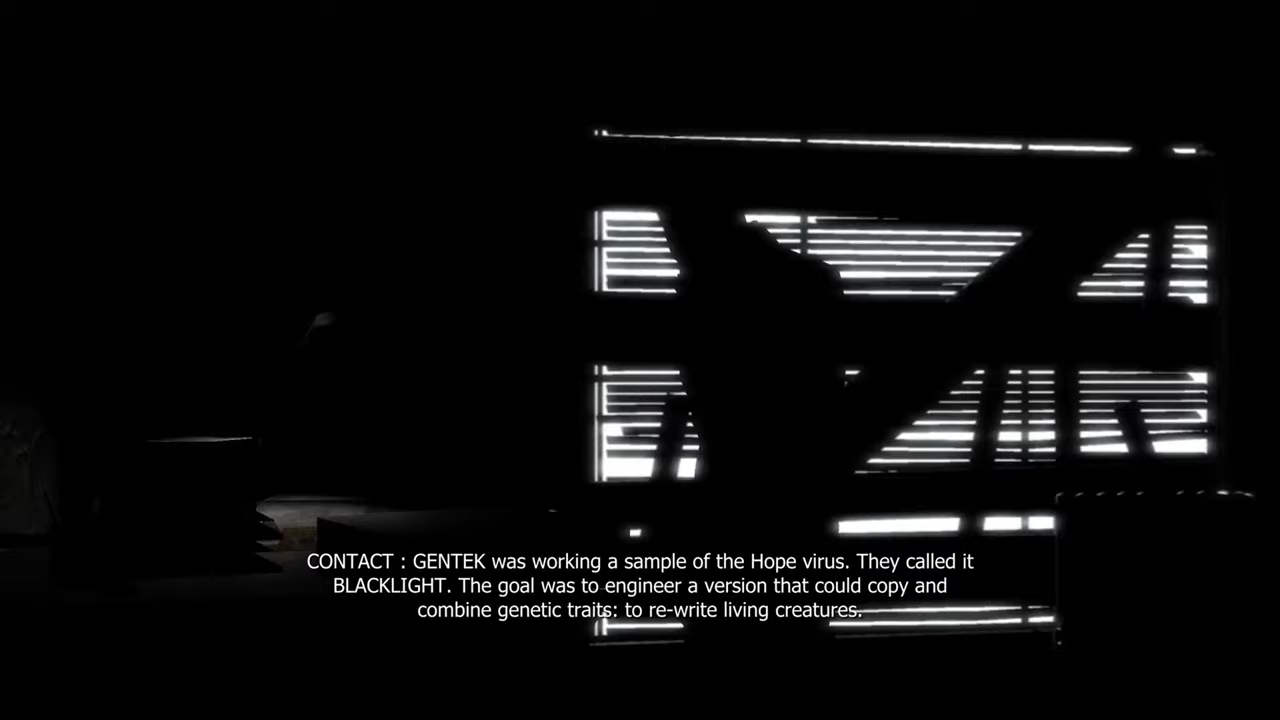 CONTACT : GENTEK was working a sample of the Hope virus. They called it
BLACKLIGHT. The goal was to engineer a version that could copy and
combine genetic traits: to re-write living creatures.